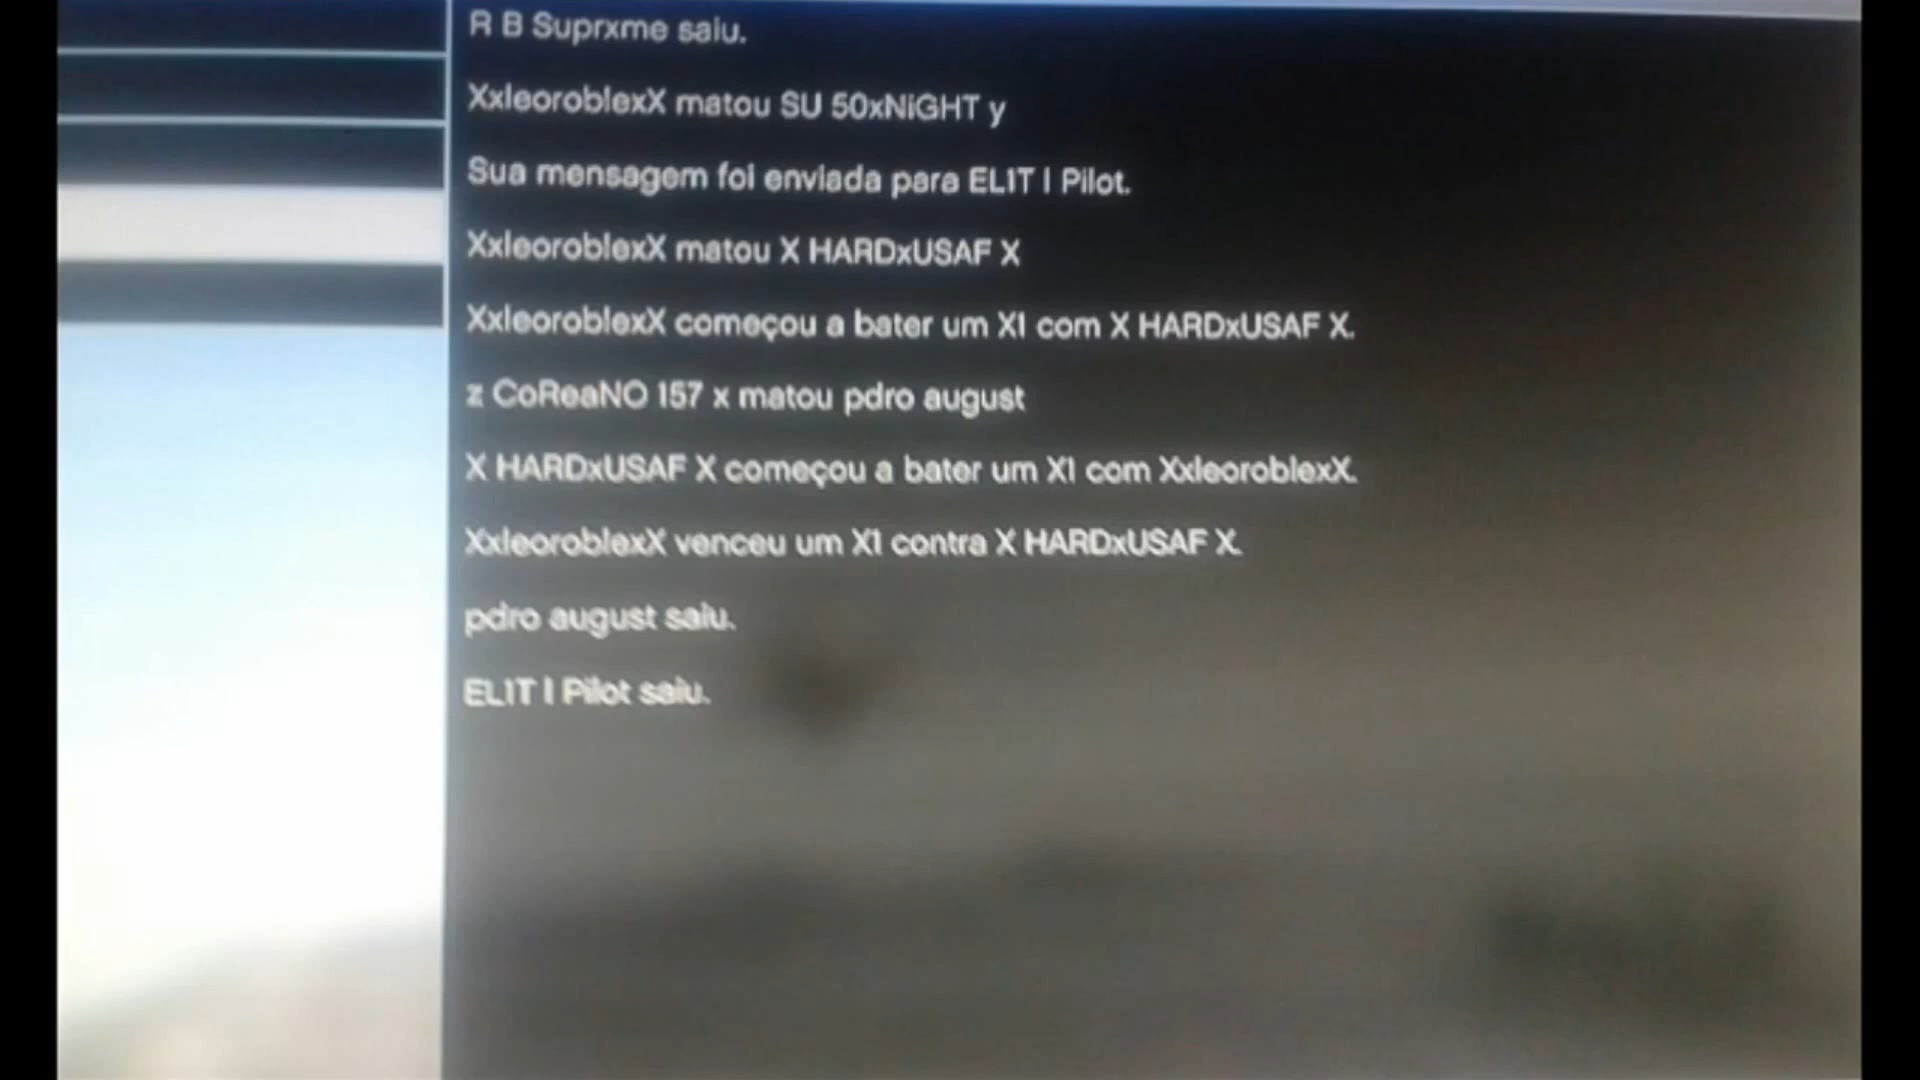 R B Suprxme saiu.
XxleoroblexX matou SU 50xNiGHT y
Sua mensagem foi enviada para EL1T l Pilot.
XxleoroblexX matou X HARDxUSAF X
XxleoroblexX começou a bater um X1 com X HARDxUSAF X.
z CoReaNO 157 x matou pdro august
X HARDxUSAF X começou a bater um X1 com XxleoroblexX.
XxleoroblexX venceu um X1 contra X HARDxUSAF X.
pdro august saiu.
EL1T l Pilot saiu.